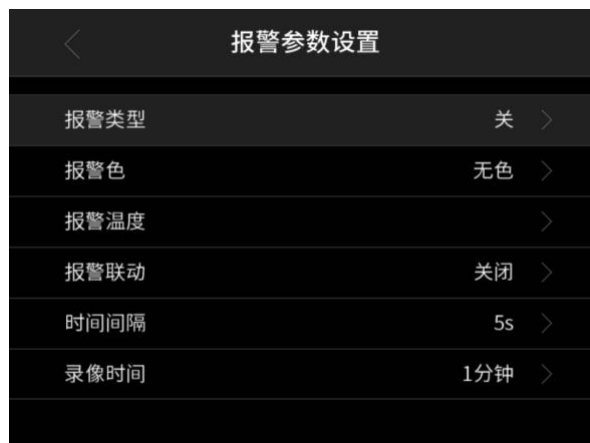 报警参数设置
报警类型 关
报警色 无色
报警温度
报警联动 关闭
时间间隔 5s
录像时间 1分钟